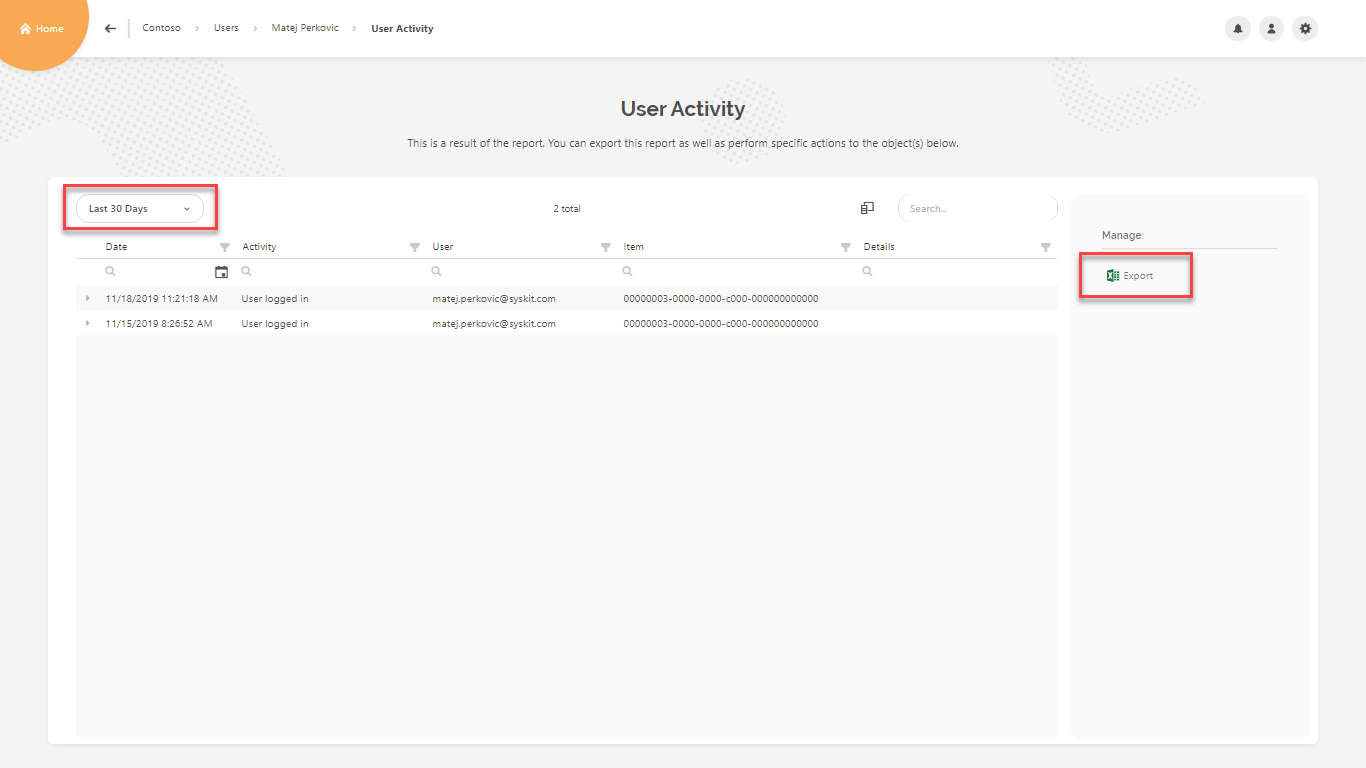 Home
Contoso > Users > Matej Perkovic > User Activity
User Activity
This is a result of the report. You can export this report as well as perform specific actions to the object(s) below.
Last 30 Days
2 total
Search...
Manage:
Export
Date Activity User Item Details
11/18/2019 11:21:18 AM User logged in matej.perkovic@syskit.com 00000003-0000-0000-c000-000000000000
11/15/2019 8:26:52 AM User logged in matej.perkovic@syskit.com 00000003-0000-0000-c000-000000000000